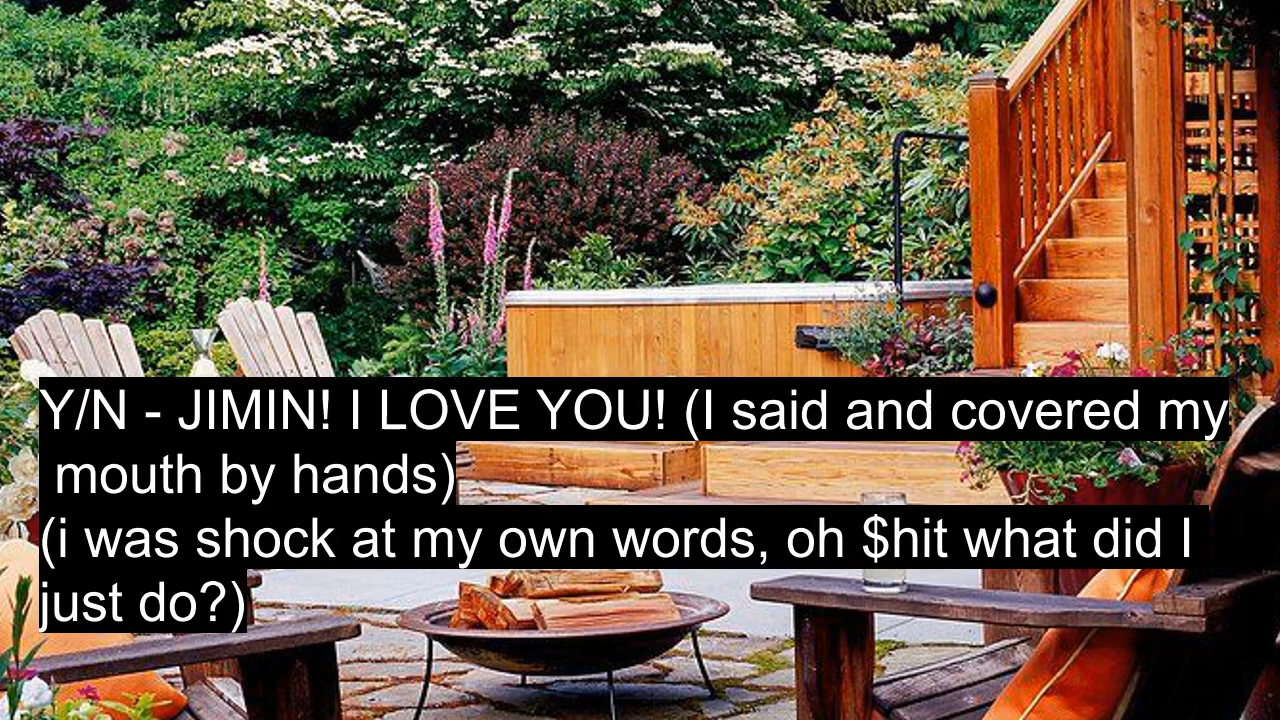 Y/N - JIMIN! I LOVE YOU! (I said and covered my
mouth by hands)
(i was shock at my own words, oh $hit what did I
just do?)